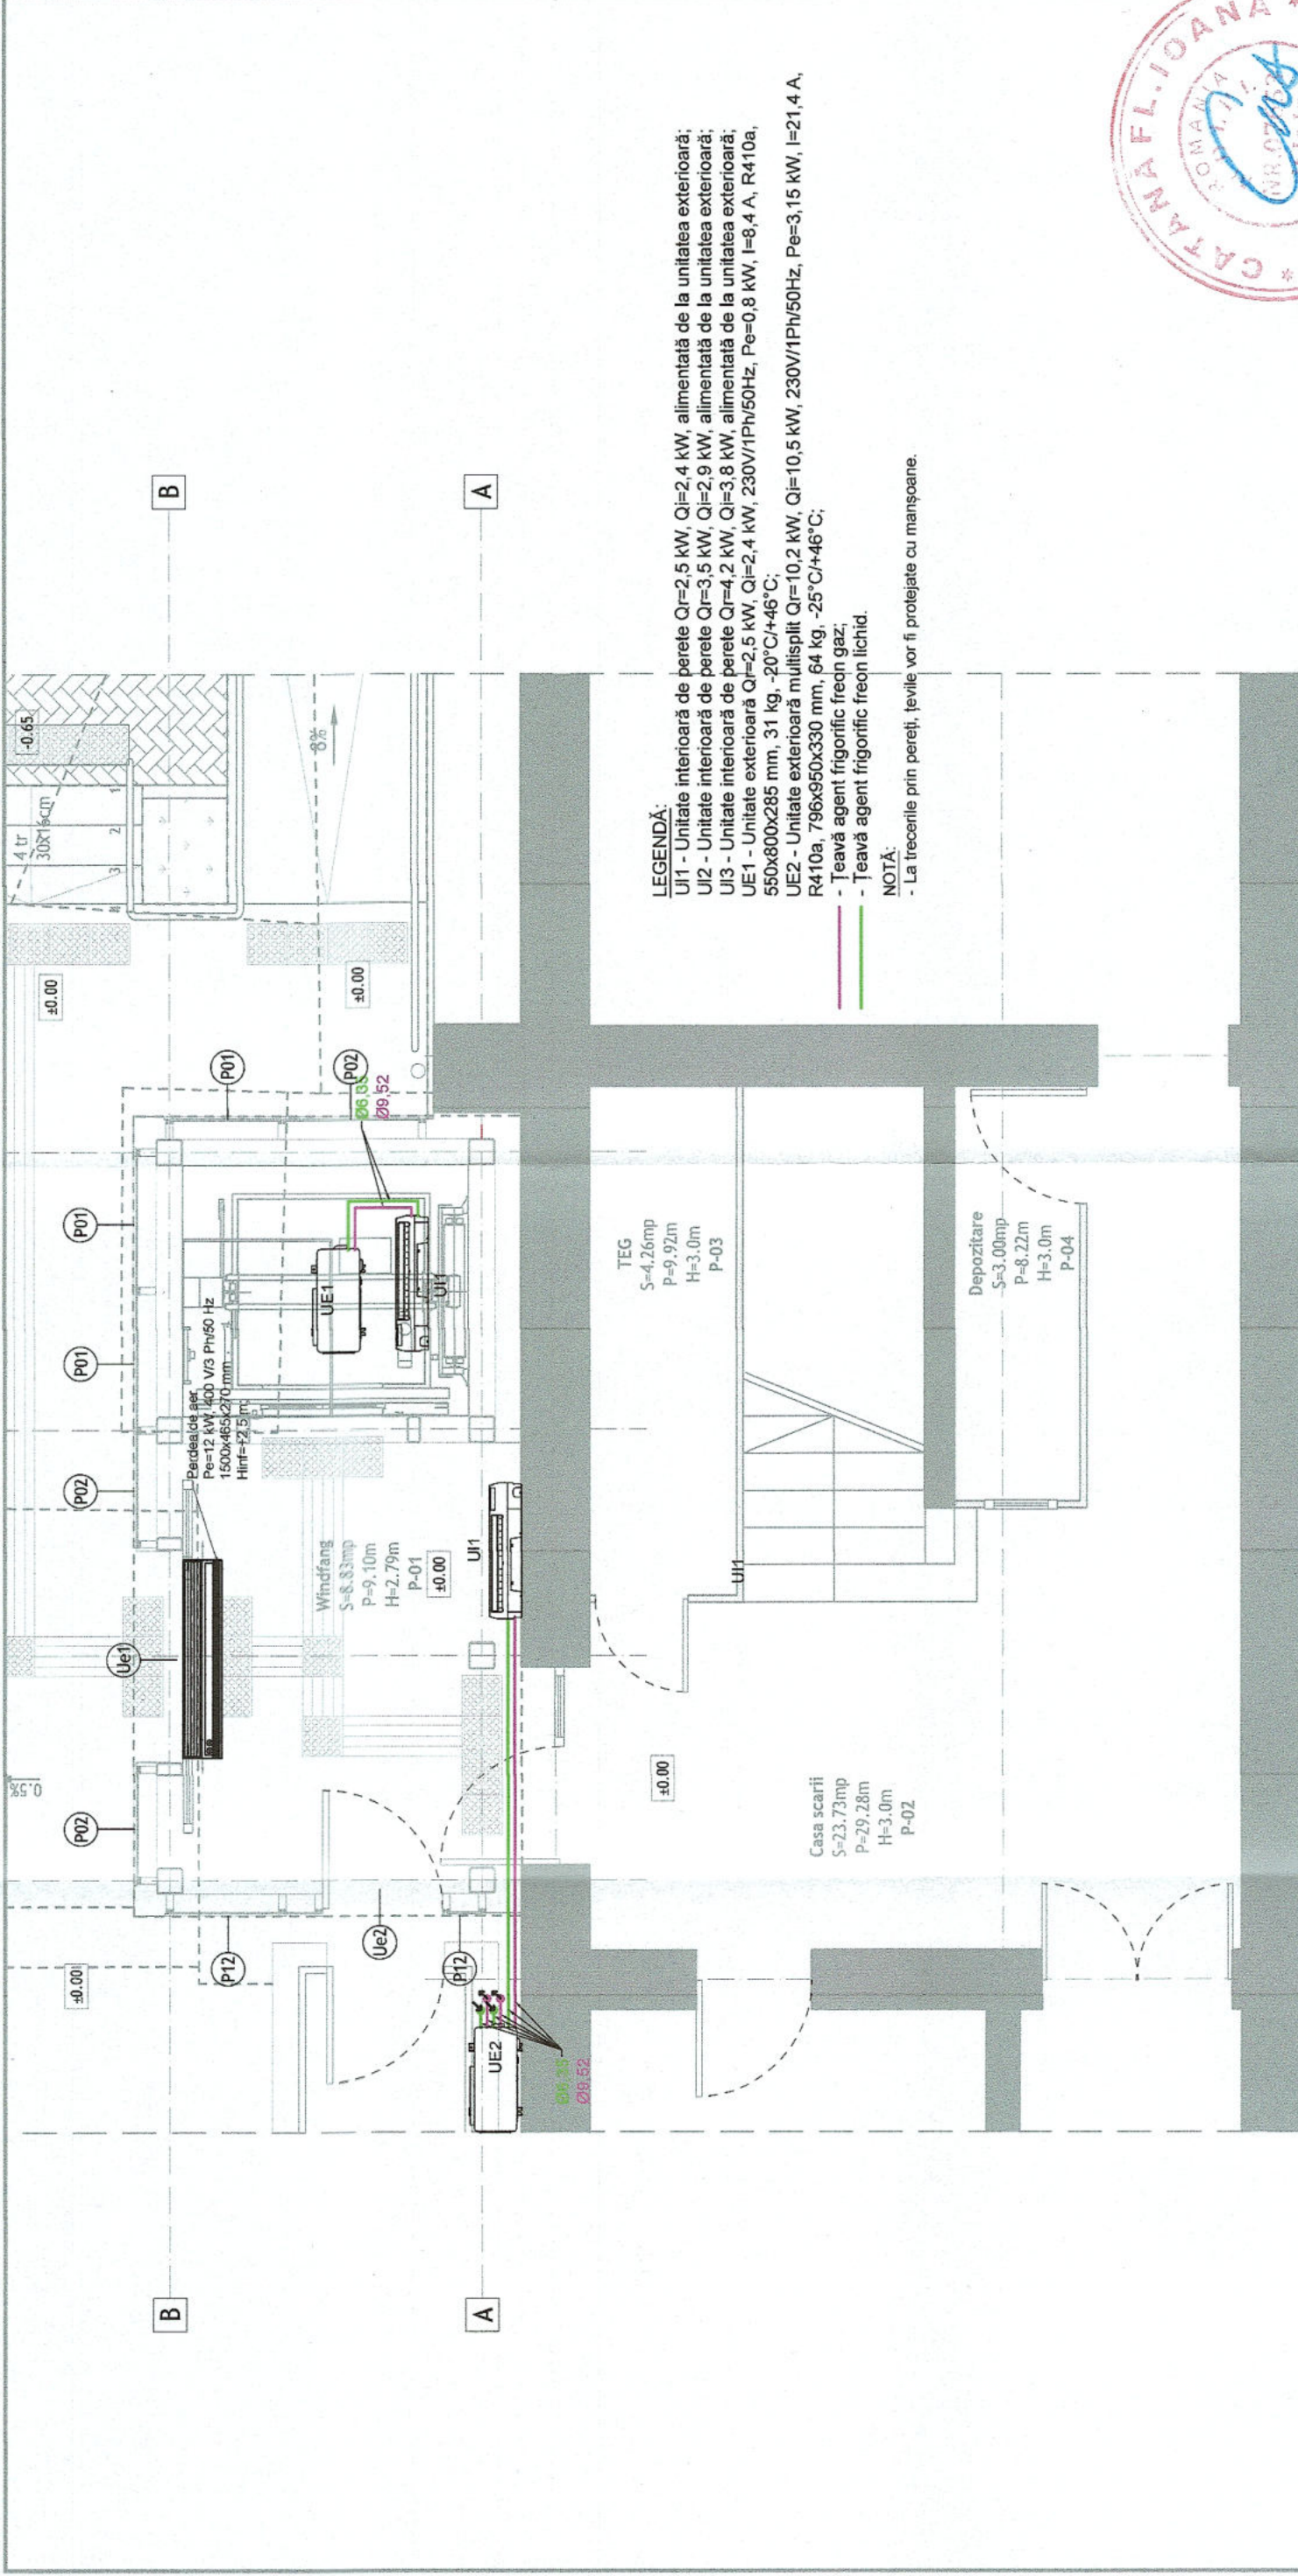 -0.65
4 tr
30x16cm
1
2
3
8%
±0.00
±0.00
B
A
P01
P02
Ø6,35
Ø9,52
P01
P01
P02
Perdea de aer
Pe=12 kW, 400 V/3 Ph/50 Hz
1500x465x270 mm
Hinf=+2,5 m
UE1
UI1
Ue1
Windfang
S=8.83mp
P=9.10m
H=2.79m
P-01
±0.00
UI1
0.5%
P02
±0.00
P12
Ue2
P12
UE2
Ø6,35
Ø9,52
B
A
TEG
S=4.26mp
P=9.92m
H=3.0m
P-03
UI1
±0.00
Casa scarii
S=23.73mp
P=29.28m
H=3.0m
P-02
Depozitare
S=3.00mp
P=8.22m
H=3.0m
P-04
LEGENDĂ:
UI1 - Unitate interioară de perete Qr=2,5 kW, Qi=2,4 kW, alimentată de la unitatea exterioară;
UI2 - Unitate interioară de perete Qr=3,5 kW, Qi=2,9 kW, alimentată de la unitatea exterioară;
UI3 - Unitate interioară de perete Qr=4,2 kW, Qi=3,8 kW, alimentată de la unitatea exterioară;
UE1 - Unitate exterioară Qr=2,5 kW, Qi=2,4 kW, 230V/1Ph/50Hz, Pe=0,8 kW, I=8,4 A, R410a,
550x800x285 mm, 31 kg, -20°C/+46°C;
UE2 - Unitate exterioară multisplit Qr=10,2 kW, Qi=10,5 kW, 230V/1Ph/50Hz, Pe=3,15 kW, I=21,4 A,
R410a, 796x950x330 mm, 64 kg, -25°C/+46°C;
- Țeavă agent frigorific freon gaz;
- Țeavă agent frigorific freon lichid.
NOTĂ:
- La trecerile prin pereți, țevile vor fi protejate cu manșoane.
* CATANA FL. IOANA *
ROMANIA